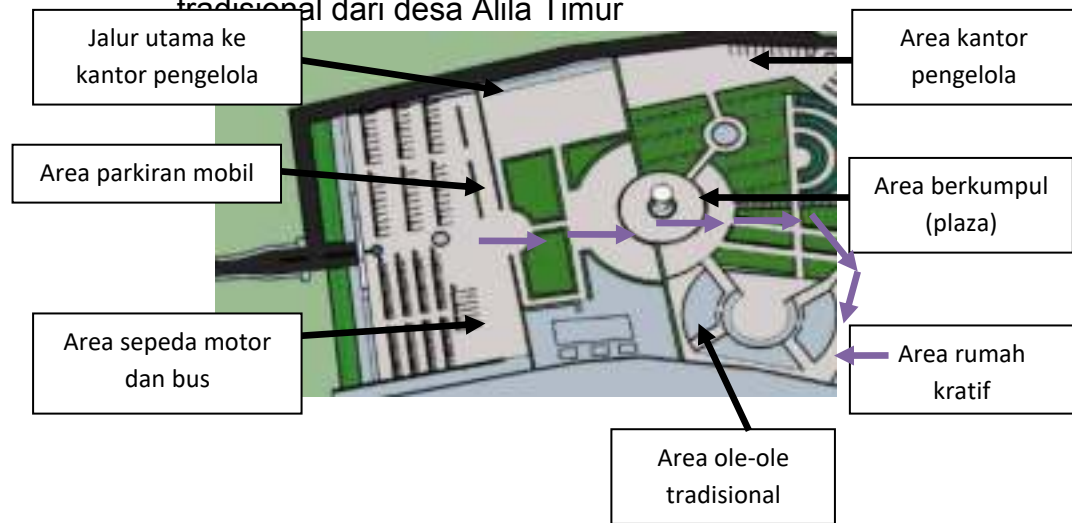 tradisional dari desa Alila Timur
Jalur utama ke
kantor pengelola
Area kantor
pengelola
Area parkiran mobil
Area berkumpul
(plaza)
Area sepeda motor
dan bus
Area rumah
kratif
Area ole-ole
tradisional